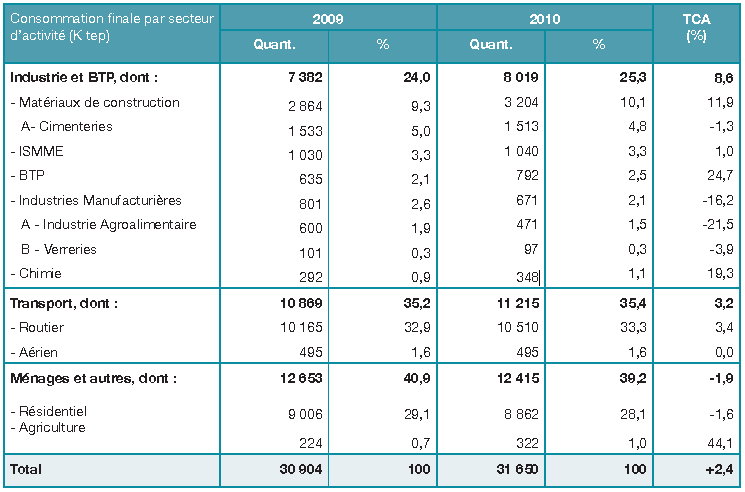 Consommation finale par secteur d'activité (K tep) 2009 2010 TCA (%)
Quant. % Quant. %
Industrie et BTP, dont : 7 382 24,0 8 019 25,3 8,6
- Matériaux de construction 2 864 9,3 3 204 10,1 11,9
A- Cimenteries 1 533 5,0 1 513 4,8 -1,3
- ISMME 1 030 3,3 1 040 3,3 1,0
- BTP 635 2,1 792 2,5 24,7
- Industries Manufacturières 801 2,6 671 2,1 -16,2
A - Industrie Agroalimentaire 600 1,9 471 1,5 -21,5
B - Verreries 101 0,3 97 0,3 -3,9
- Chimie 292 0,9 348 1,1 19,3
Transport, dont : 10 869 35,2 11 215 35,4 3,2
- Routier 10 165 32,9 10 510 33,3 3,4
- Aérien 495 1,6 495 1,6 0,0
Ménages et autres, dont : 12 653 40,9 12 415 39,2 -1,9
- Résidentiel 9 006 29,1 8 862 28,1 -1,6
- Agriculture 224 0,7 322 1,0 44,1
Total 30 904 100 31 650 100 +2,4